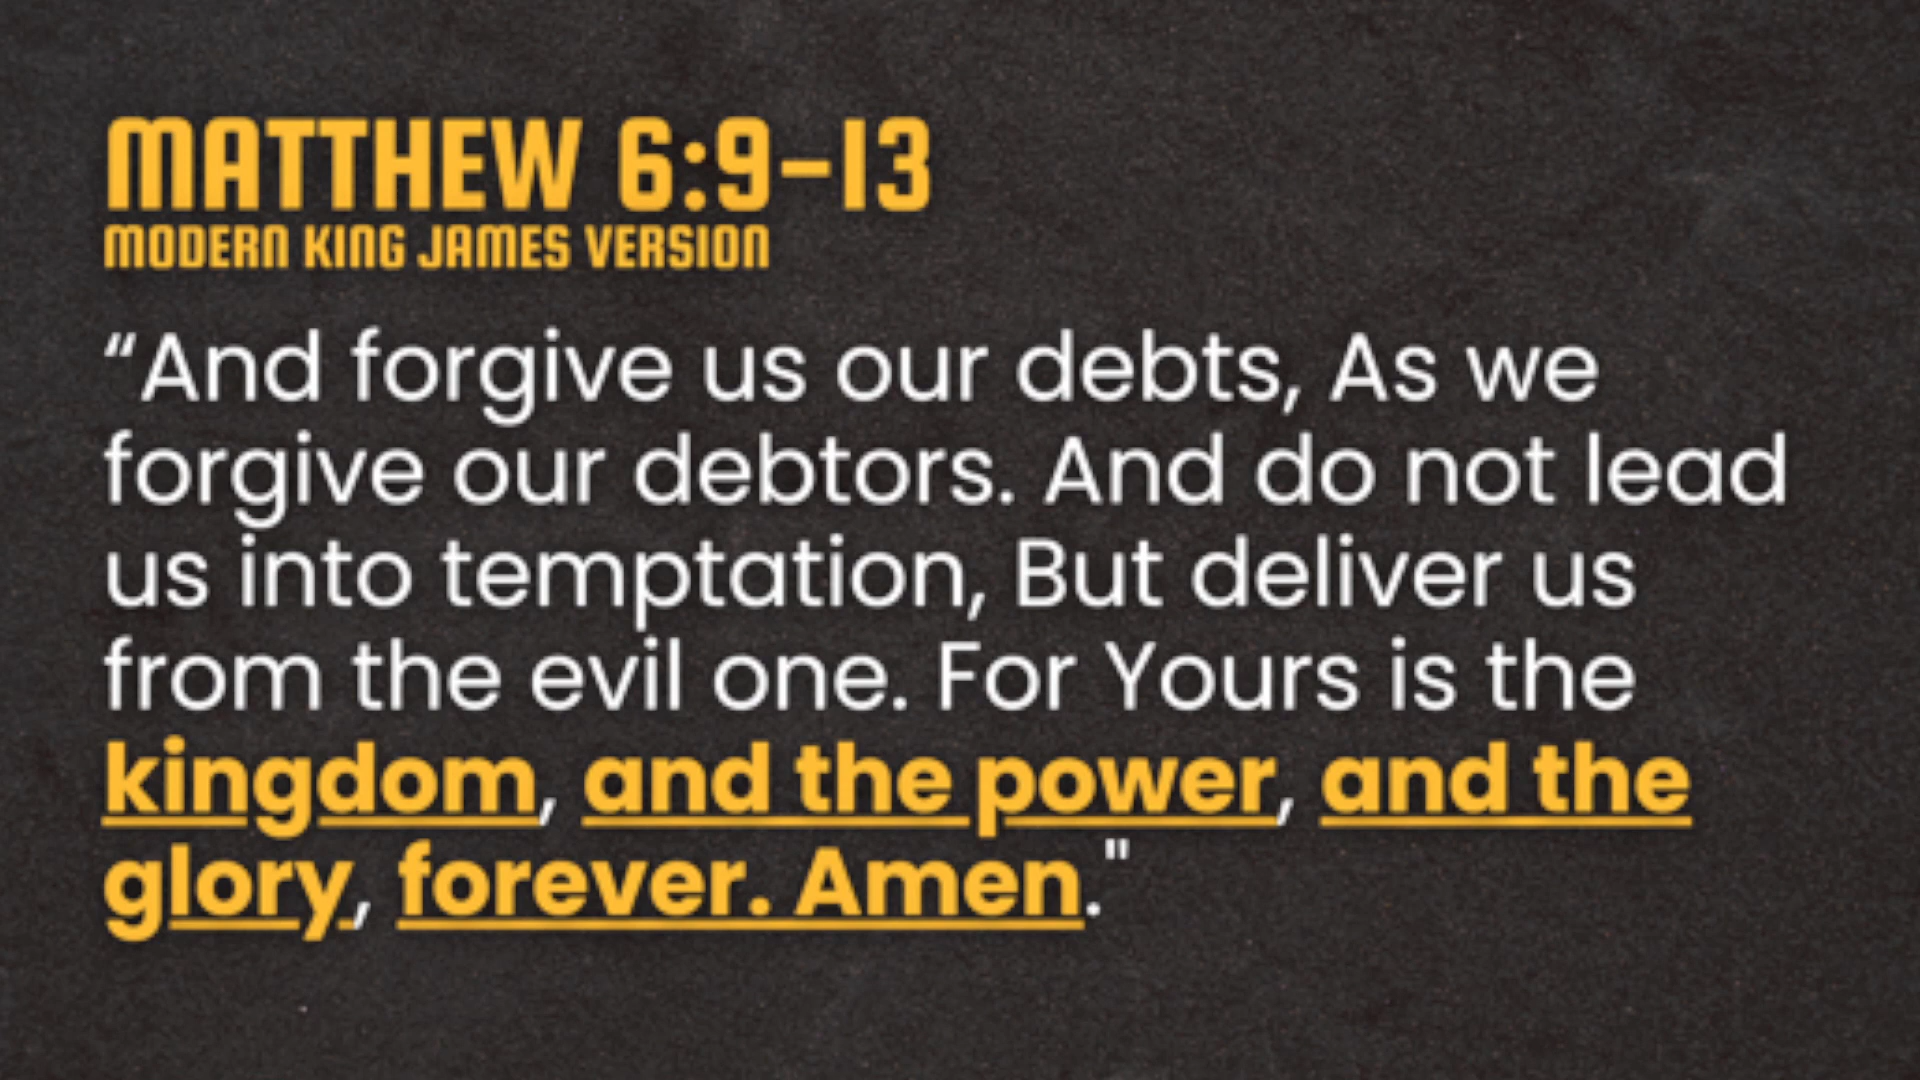 MATTHEW 6:9-13
MODERN KING JAMES VERSION
“And forgive us our debts, As we
forgive our debtors. And do not lead
us into temptation, But deliver us
from the evil one. For Yours is the
kingdom, and the power, and the
glory, forever. Amen."